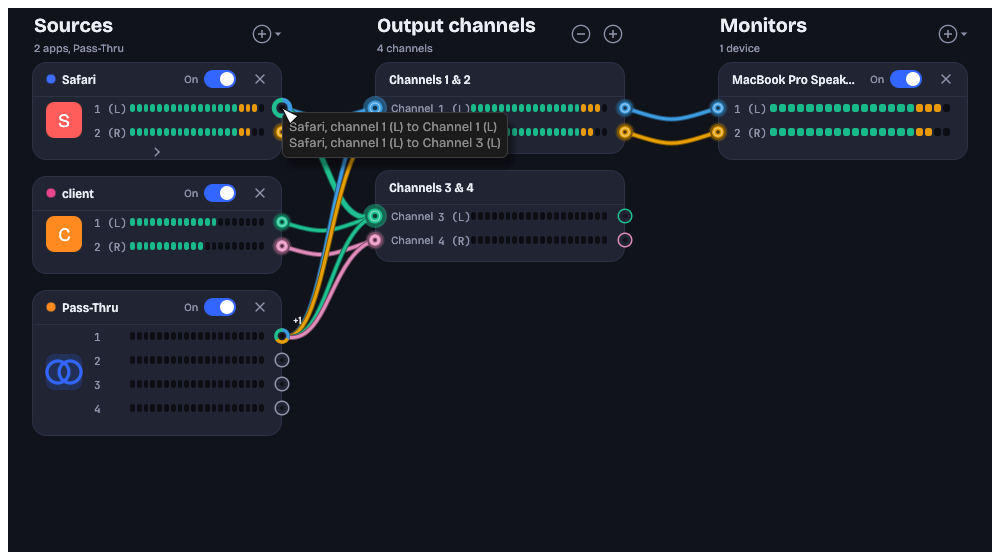 Sources
2 apps, Pass-Thru
Output channels
4 channels
Monitors
1 device
Safari
On
S
1 (L)
2 (R)
Safari, channel 1 (L) to Channel 1 (L)
Safari, channel 1 (L) to Channel 3 (L)
client
On
C
1 (L)
2 (R)
Pass-Thru
On
+1
1
2
3
4
Channels 1 & 2
Channel 1 (L)
Channels 3 & 4
Channel 3 (L)
Channel 4 (R)
MacBook Pro Speak...
On
1 (L)
2 (R)